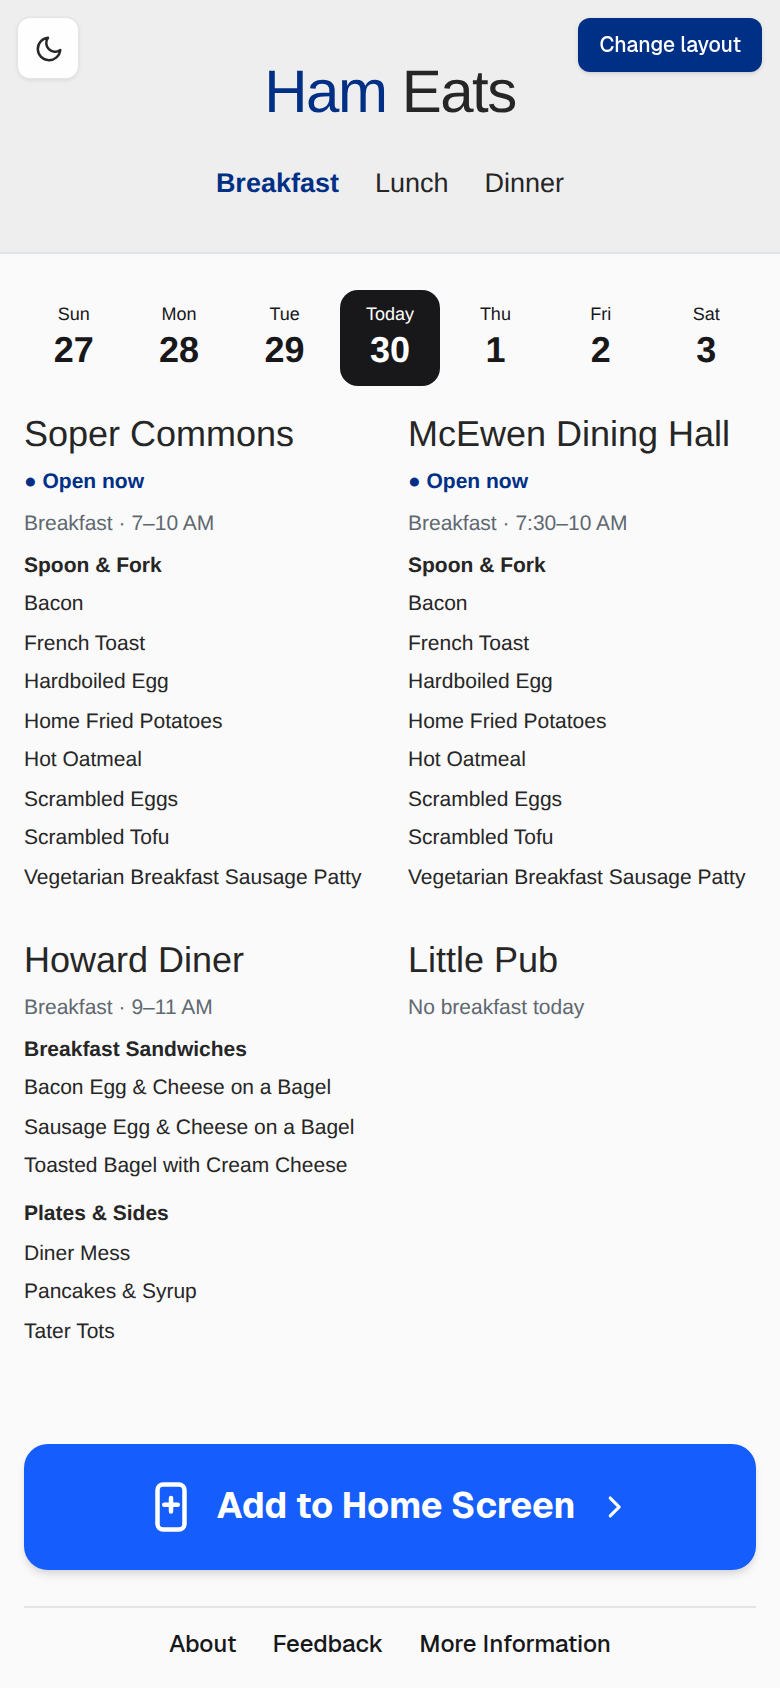 Change layout
Ham Eats
Breakfast Lunch Dinner
Sun Mon Tue Today Thu Fri Sat
27 28 29 30 1 2 3
Soper Commons
● Open now
Breakfast · 7–10 AM
Spoon & Fork
Bacon
French Toast
Hardboiled Egg
Home Fried Potatoes
Hot Oatmeal
Scrambled Eggs
Scrambled Tofu
Vegetarian Breakfast Sausage Patty
McEwen Dining Hall
● Open now
Breakfast · 7:30–10 AM
Spoon & Fork
Bacon
French Toast
Hardboiled Egg
Home Fried Potatoes
Hot Oatmeal
Scrambled Eggs
Scrambled Tofu
Vegetarian Breakfast Sausage Patty
Howard Diner
Breakfast · 9–11 AM
Breakfast Sandwiches
Bacon Egg & Cheese on a Bagel
Sausage Egg & Cheese on a Bagel
Toasted Bagel with Cream Cheese
Plates & Sides
Diner Mess
Pancakes & Syrup
Tater Tots
Little Pub
No breakfast today
Add to Home Screen
About Feedback More Information